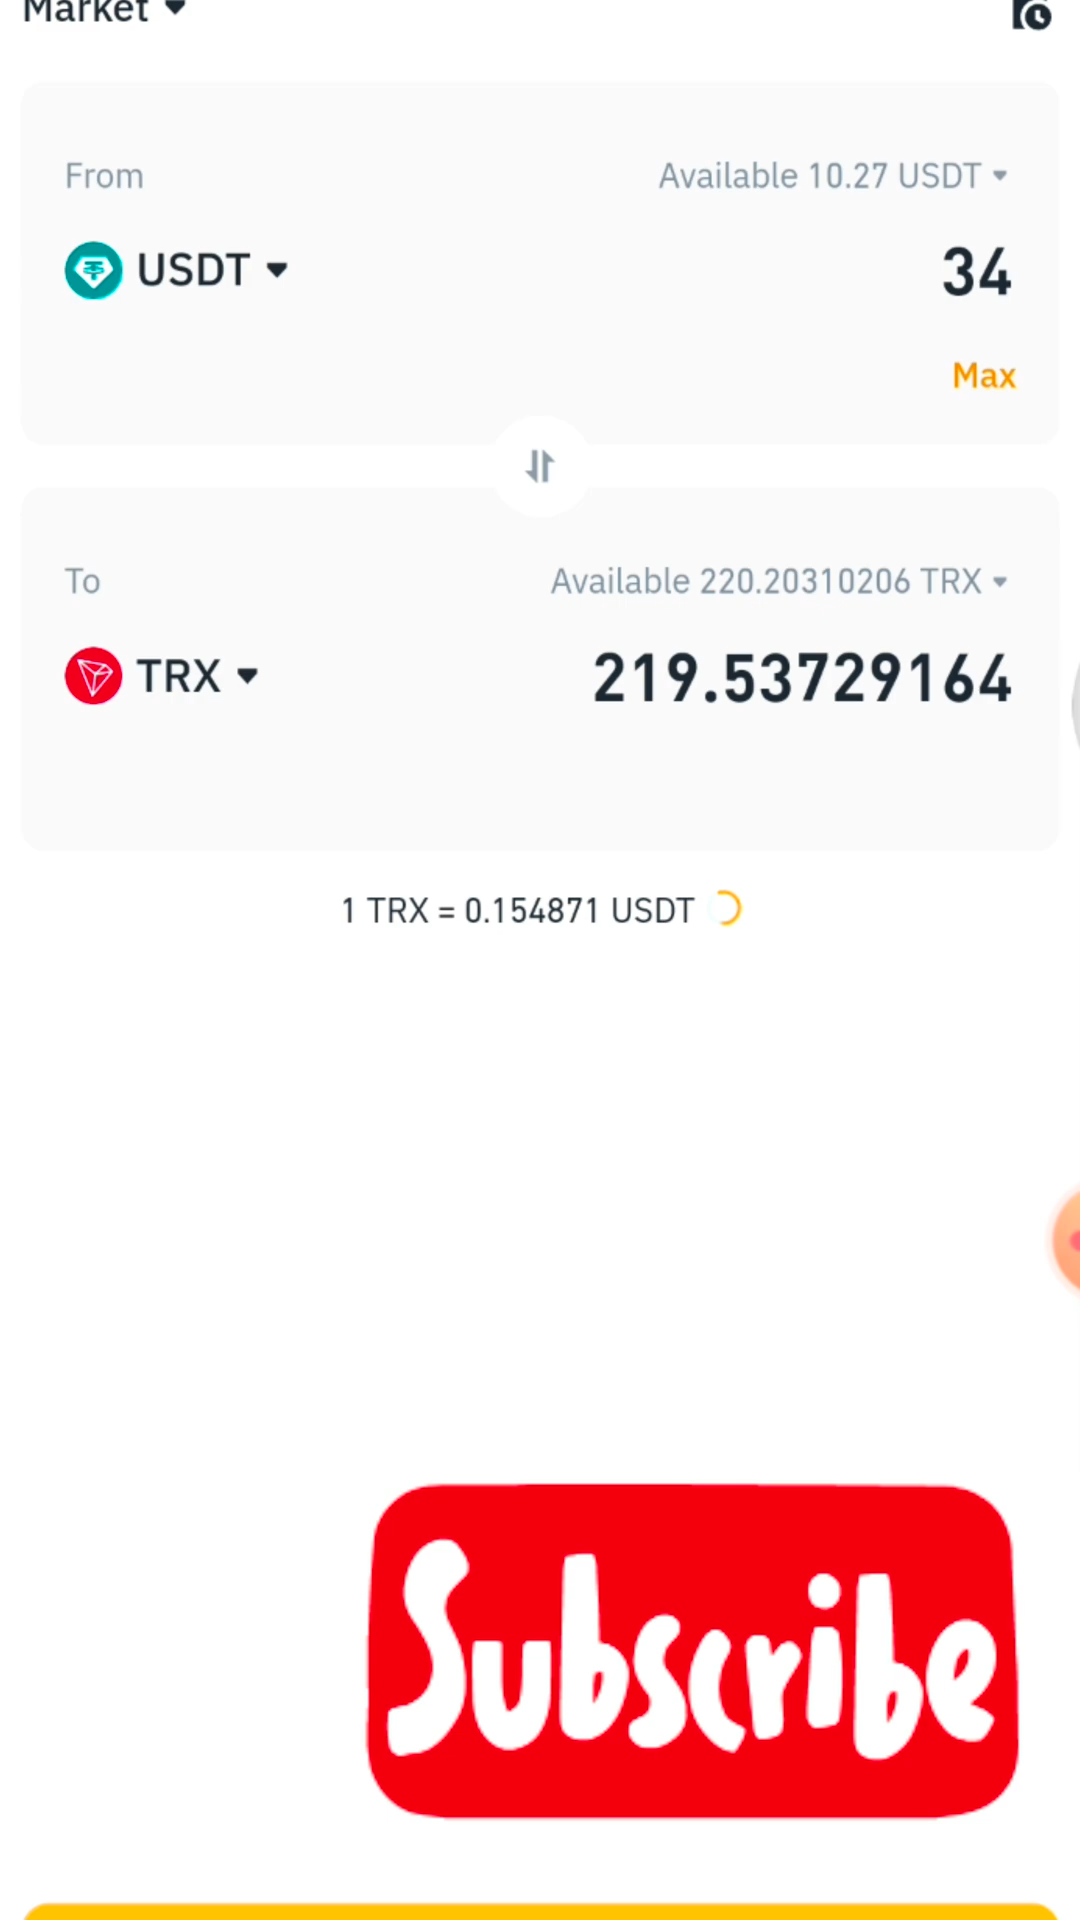 Market
From
Available 10.27 USDT
USDT
34
Max
To
Available 220.20310206 TRX
TRX
219.53729164
1 TRX = 0.154871 USDT
Subscribe